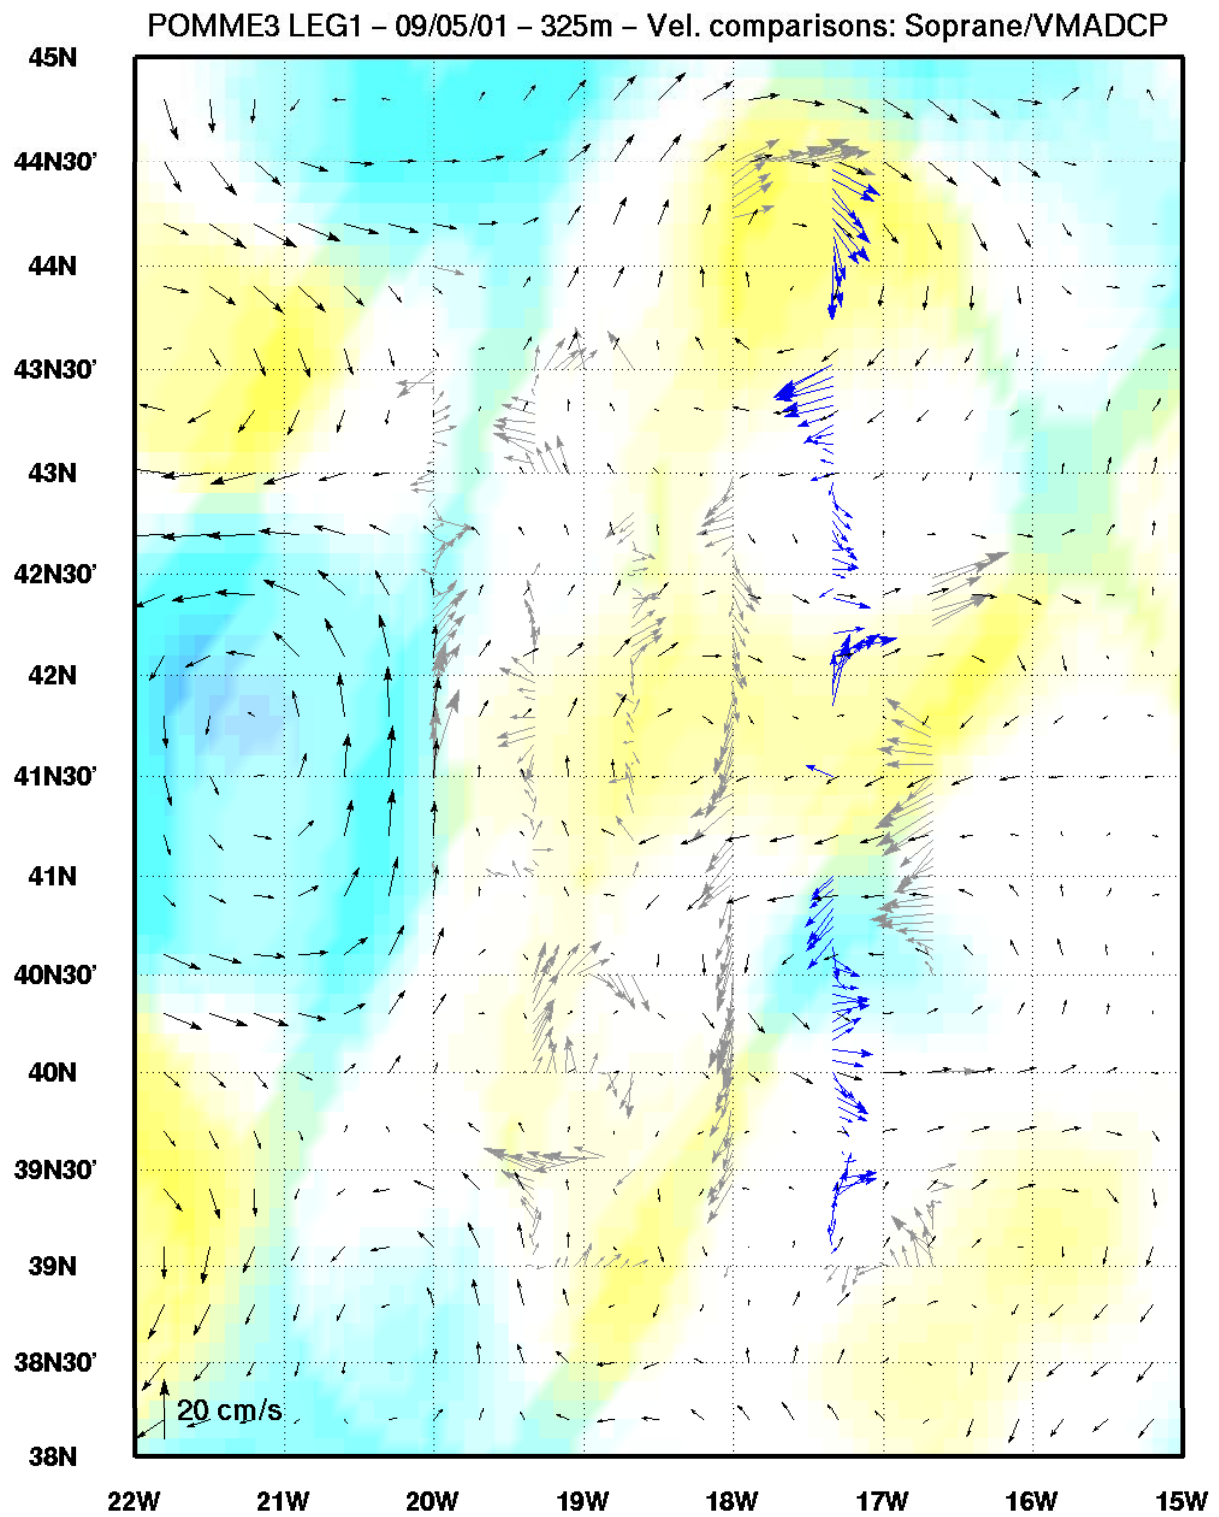 POMME3 LEG1 – 09/05/01 – 325m – Vel. comparisons: Soprane/VMADCP
45N
44N30'
44N
43N30'
43N
42N30'
42N
41N30'
41N
40N30'
40N
39N30'
39N
38N30'
20 cm/s
38N
22W 21W 20W 19W 18W 17W 16W 15W